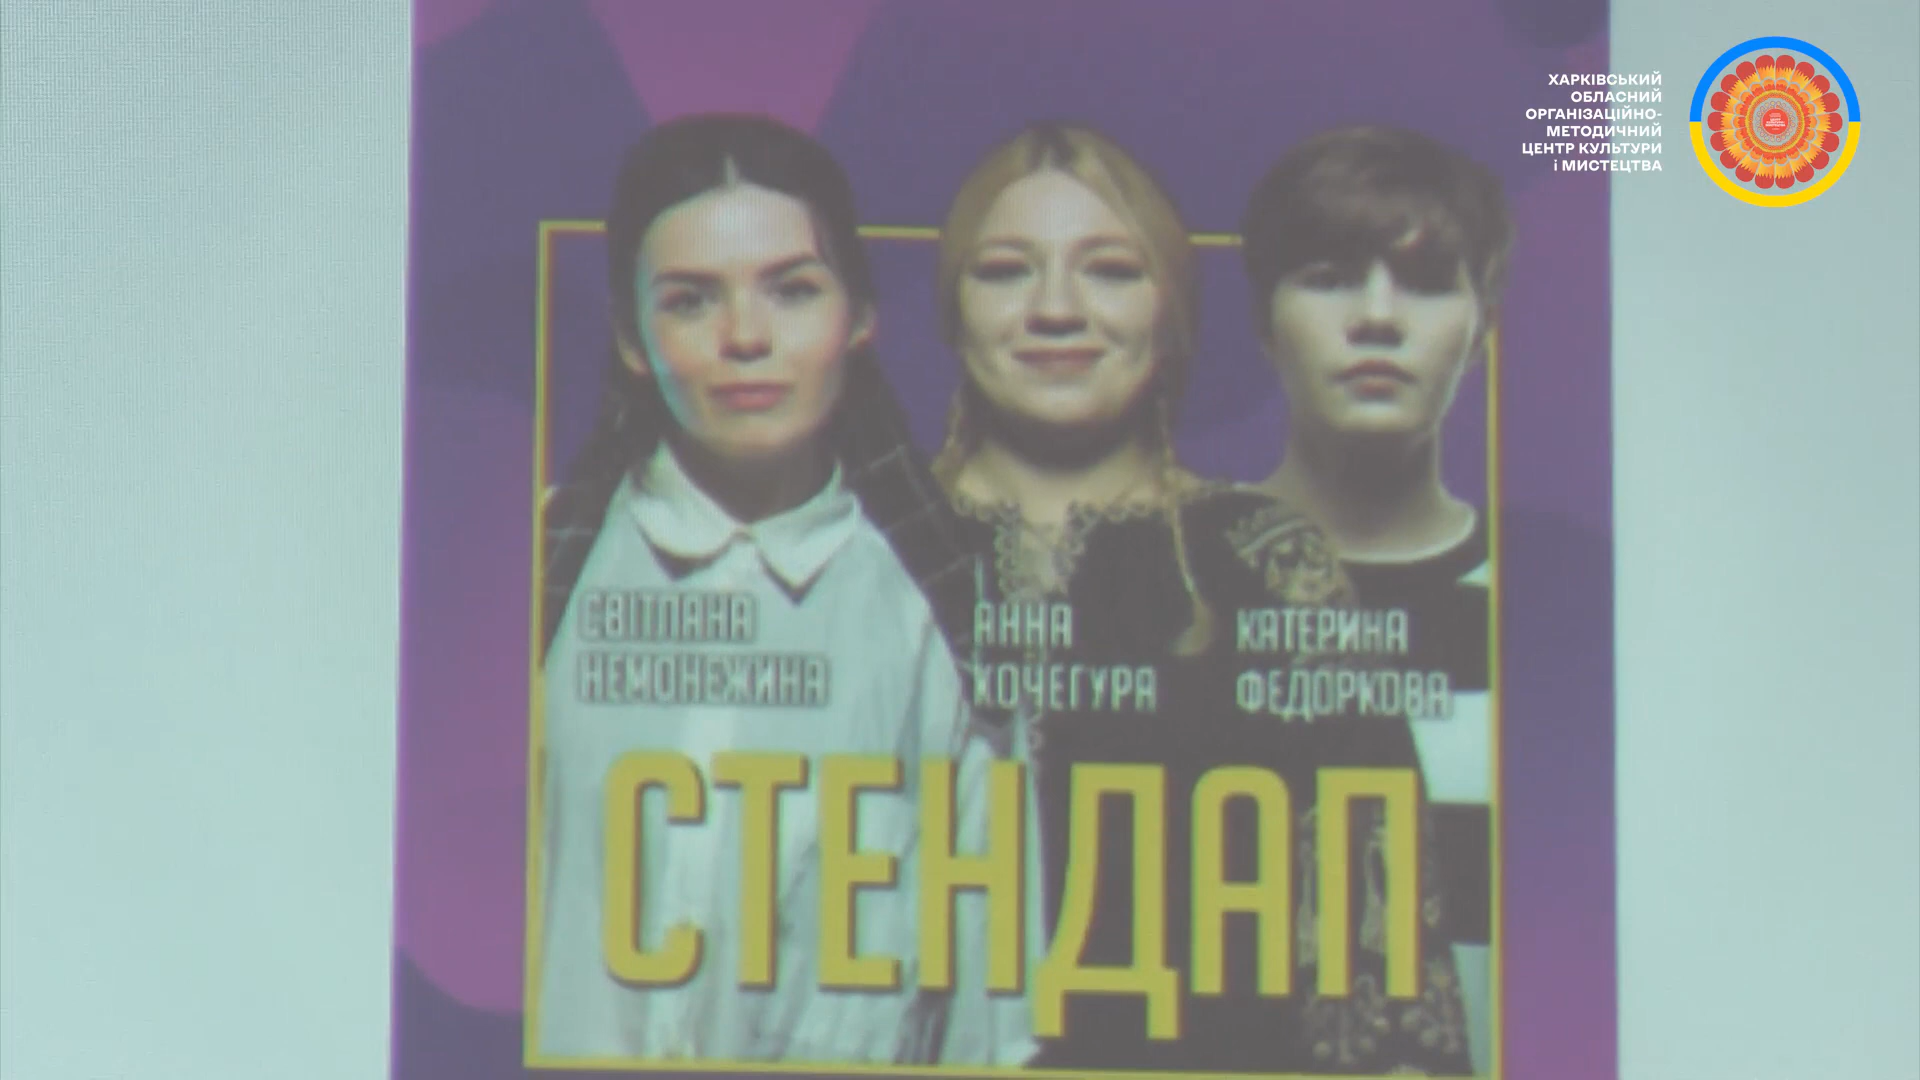 ХАРКІВСЬКИЙ
ОБЛАСНИЙ
ОРГАНІЗАЦІЙНО-
МЕТОДИЧНИЙ
ЦЕНТР КУЛЬТУРИ
і МИСТЕЦТВА
СВІТЛАНА
НЕМОНЕЖИНА
АННА
КОЧЕГУРА
КАТЕРИНА
ФЕДОРКОВА
СТЕНДАП